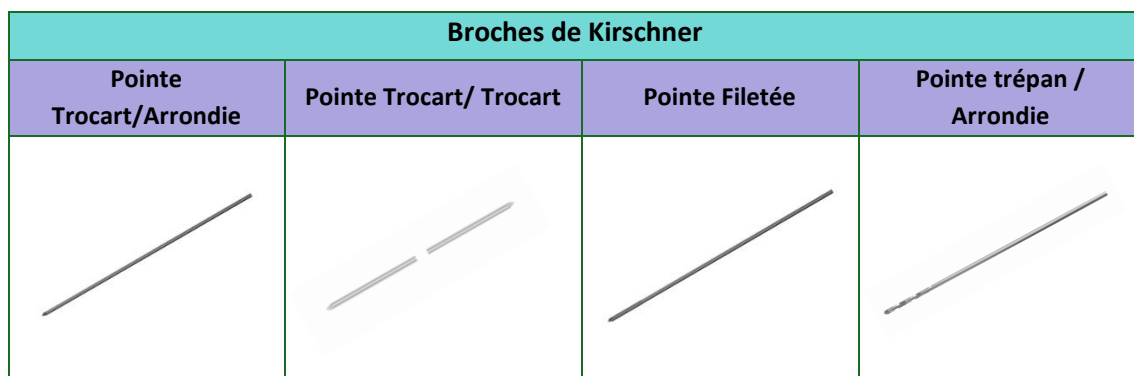 Broches de Kirschner
Pointe
Trocart/Arrondie
Pointe Trocart/ Trocart
Pointe Filetée
Pointe trépan /
Arrondie